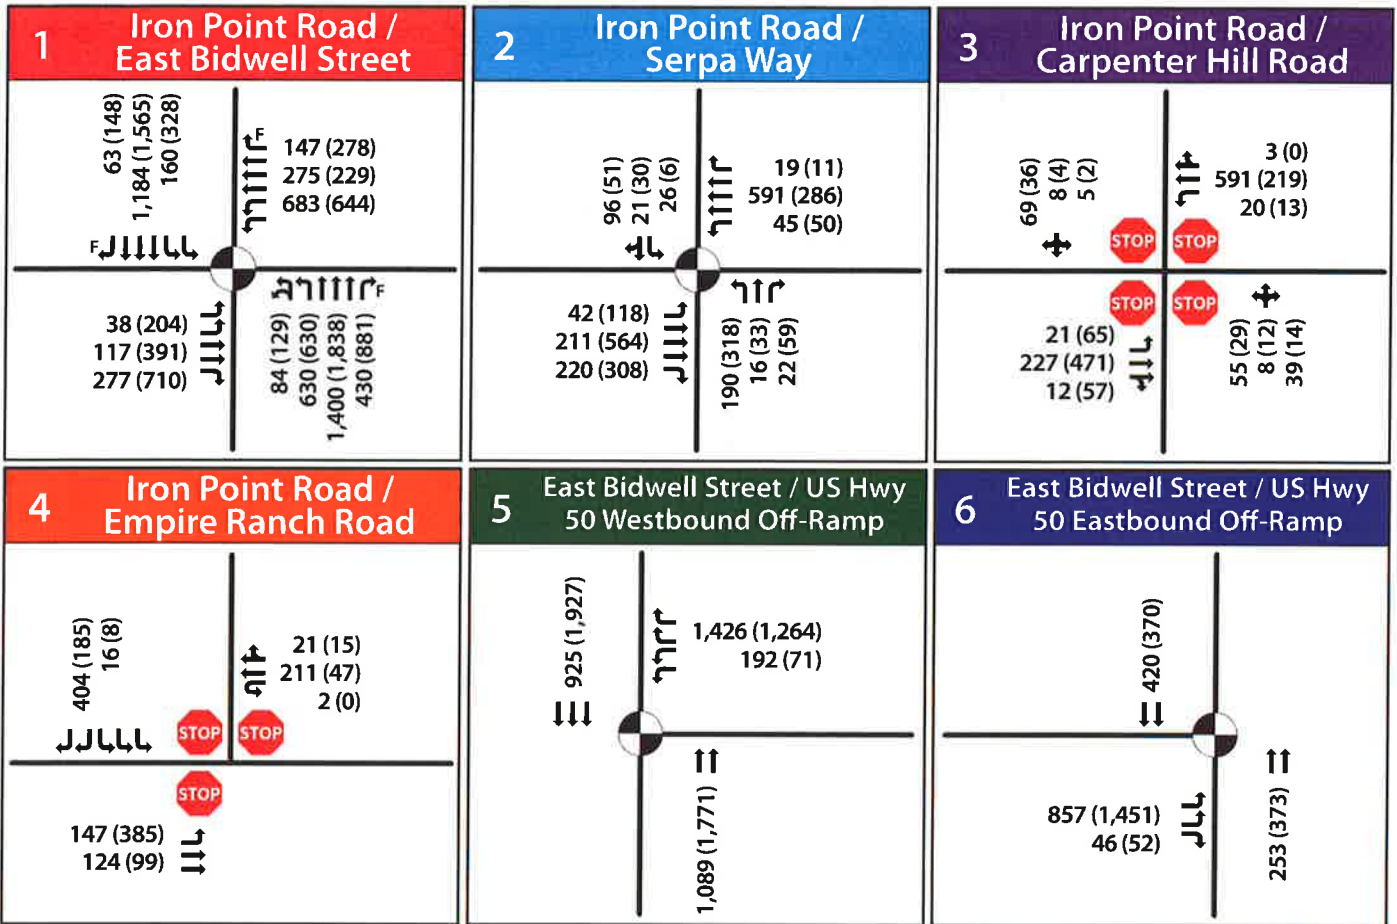 1
Iron Point Road /
East Bidwell Street
63 (148)
1,184 (1,565)
160 (328)
F
147 (278)
275 (229)
683 (644)
F
38 (204)
117 (391)
277 (710)
F
84 (129)
630 (630)
1,400 (1,838)
430 (881)
2
Iron Point Road /
Serpa Way
96 (51)
21 (30)
26 (6)
19 (11)
591 (286)
45 (50)
42 (118)
211 (564)
220 (308)
190 (318)
16 (33)
22 (59)
3
Iron Point Road /
Carpenter Hill Road
69 (36)
8 (4)
5 (2)
3 (0)
591 (219)
20 (13)
STOP
STOP
STOP
STOP
21 (65)
227 (471)
12 (57)
55 (29)
8 (12)
39 (14)
4
Iron Point Road /
Empire Ranch Road
404 (185)
16 (8)
21 (15)
211 (47)
2 (0)
STOP
STOP
STOP
147 (385)
124 (99)
5
East Bidwell Street / US Hwy
50 Westbound Off-Ramp
925 (1,927)
1,426 (1,264)
192 (71)
1,089 (1,771)
6
East Bidwell Street / US Hwy
50 Eastbound Off-Ramp
420 (370)
857 (1,451)
46 (52)
253 (373)